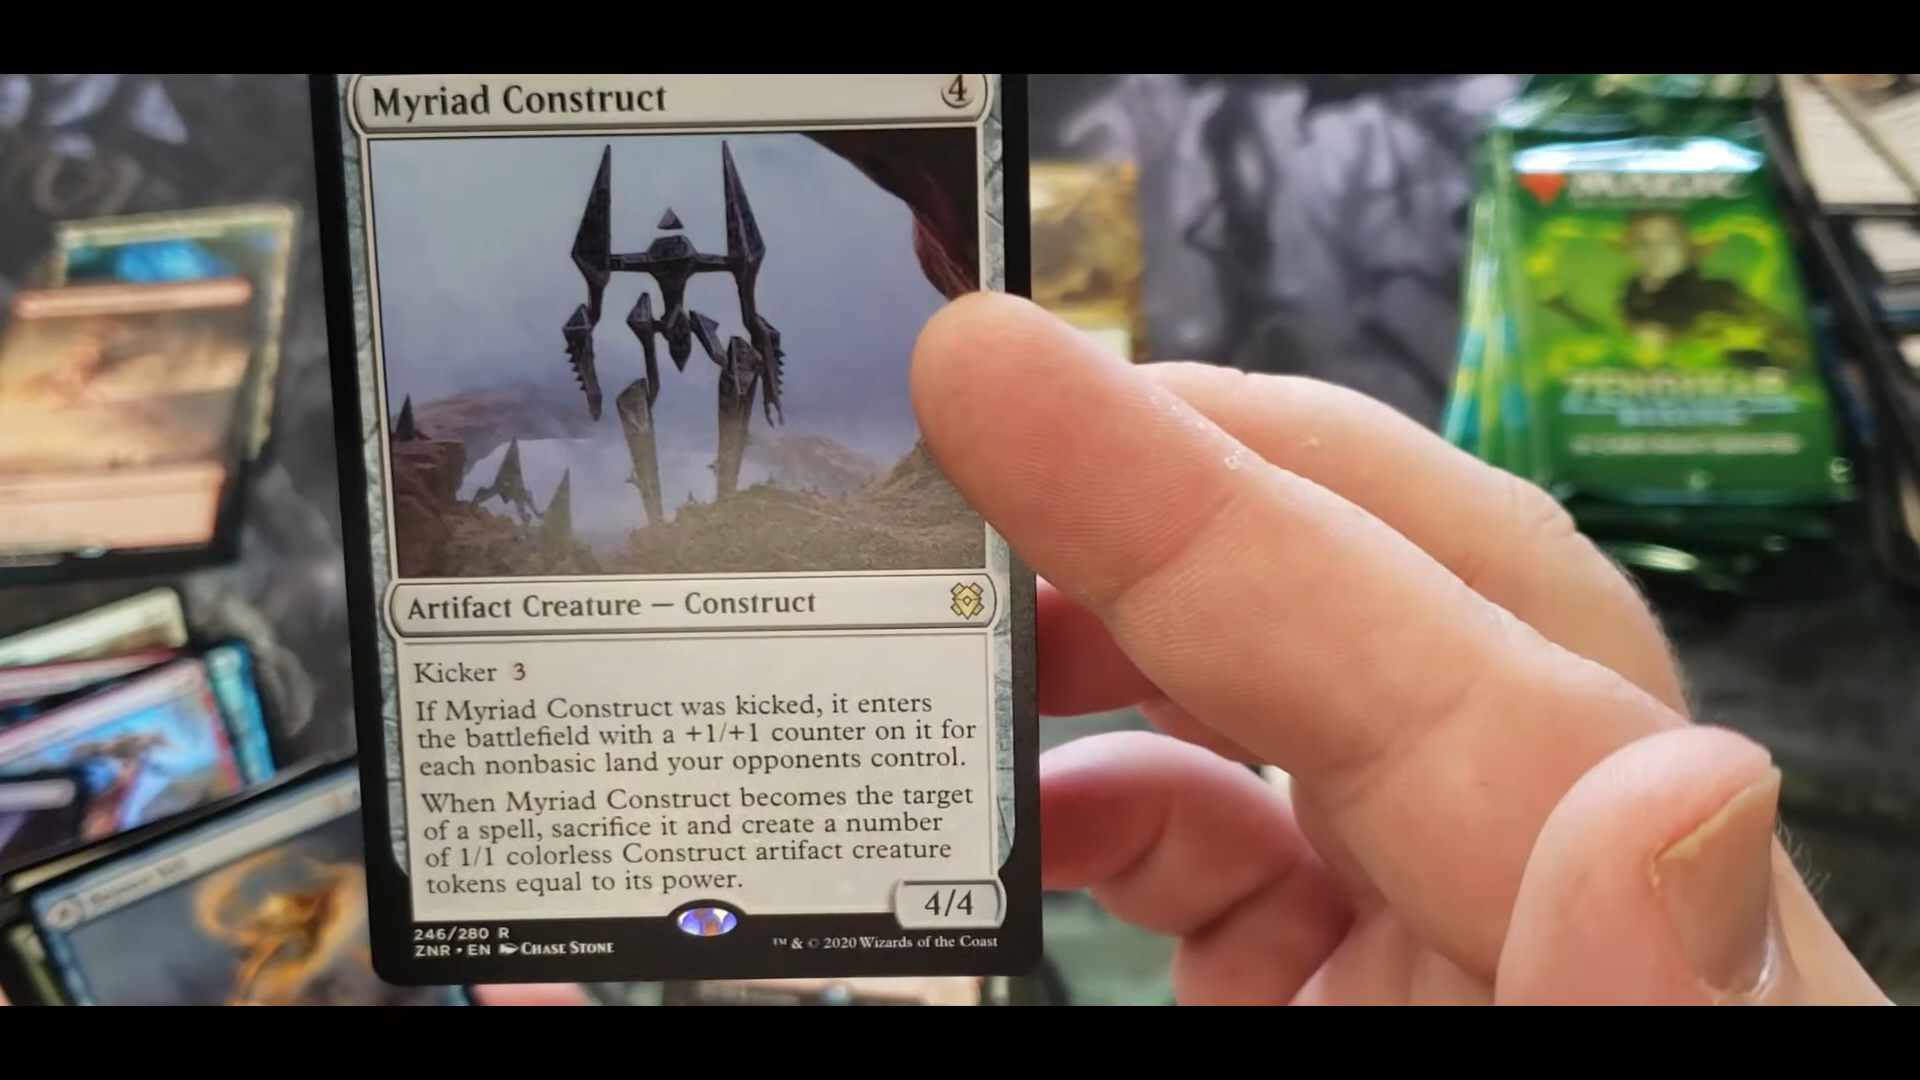 Myriad Construct 4
Artifact Creature — Construct
Kicker 3
If Myriad Construct was kicked, it enters
the battlefield with a +1/+1 counter on it for
each nonbasic land your opponents control.
When Myriad Construct becomes the target
of a spell, sacrifice it and create a number
of 1/1 colorless Construct artifact creature
tokens equal to its power.
4/4
246/280 R
ZNR • EN CHASE STONE
™ & © 2020 Wizards of the Coast
MAGIC
ZENDIKAR
RISING